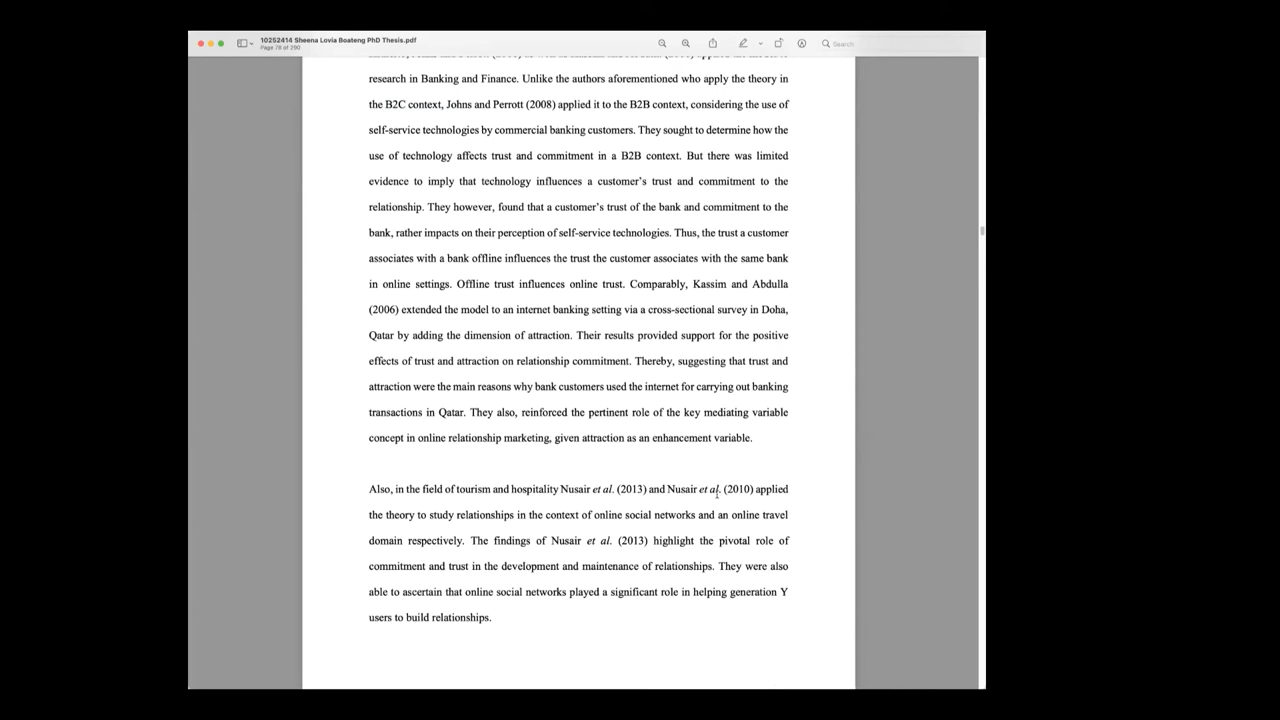 10252414 Sheena Lovia Boateng PhD Thesis.pdf
Page 78 of 290
Search
research in Banking and Finance. Unlike the authors aforementioned who apply the theory in
the B2C context, Johns and Perrott (2008) applied it to the B2B context, considering the use of
self-service technologies by commercial banking customers. They sought to determine how the
use of technology affects trust and commitment in a B2B context. But there was limited
evidence to imply that technology influences a customer's trust and commitment to the
relationship. They however, found that a customer's trust of the bank and commitment to the
bank, rather impacts on their perception of self-service technologies. Thus, the trust a customer
associates with a bank offline influences the trust the customer associates with the same bank
in online settings. Offline trust influences online trust. Comparably, Kassim and Abdulla
(2006) extended the model to an internet banking setting via a cross-sectional survey in Doha,
Qatar by adding the dimension of attraction. Their results provided support for the positive
effects of trust and attraction on relationship commitment. Thereby, suggesting that trust and
attraction were the main reasons why bank customers used the internet for carrying out banking
transactions in Qatar. They also, reinforced the pertinent role of the key mediating variable
concept in online relationship marketing, given attraction as an enhancement variable.
Also, in the field of tourism and hospitality Nusair et al. (2013) and Nusair et al. (2010) applied
the theory to study relationships in the context of online social networks and an online travel
domain respectively. The findings of Nusair et al. (2013) highlight the pivotal role of
commitment and trust in the development and maintenance of relationships. They were also
able to ascertain that online social networks played a significant role in helping generation Y
users to build relationships.